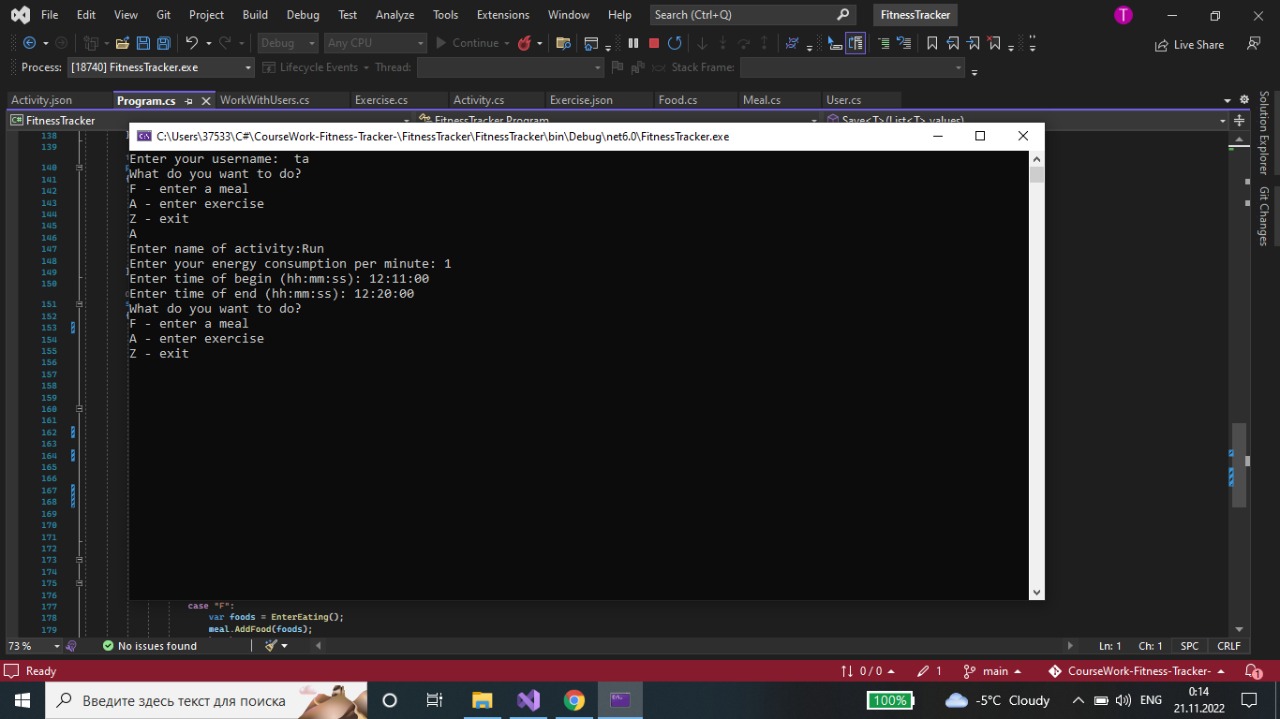 File Edit View Git Project Build Debug Test Analyze Tools Extensions Window Help Search (Ctrl+Q) FitnessTracker T
Debug Any CPU Continue Live Share
Process: [18740] FitnessTracker.exe Lifecycle Events Thread: Stack Frame:
Activity.json Program.cs WorkWithUsers.cs Exercise.cs Activity.cs Exercise.json Food.cs Meal.cs User.cs
C# FitnessTracker FitnessTracker.Program Save<T>(List<T> values)
C:\Users\37533\C#\CourseWork-Fitness-Tracker-\FitnessTracker\FitnessTracker\bin\Debug\net6.0\FitnessTracker.exe
Enter your username:  ta
What do you want to do?
F - enter a meal
A - enter exercise
Z - exit
A
Enter name of activity:Run
Enter your energy consumption per minute: 1
Enter time of begin (hh:mm:ss): 12:11:00
Enter time of end (hh:mm:ss): 12:20:00
What do you want to do?
F - enter a meal
A - enter exercise
Z - exit
138
139
140
141
142
143
144
145
146
147
148
149
150
151
152
153
154
155
156
157
158
159
160
161
162
163
164
165
166
167
168
169
170
171
172
173
174
175
176
177 case "F":
178 var foods = EnterEating();
179 meal.AddFood(foods);
Solution Explorer
Git Changes
73 % No issues found Ln: 1 Ch: 1 SPC CRLF
Ready 0 / 0 1 main CourseWork-Fitness-Tracker- 1
Введите здесь текст для поиска 100% -5°C Cloudy ENG 0:14
21.11.2022